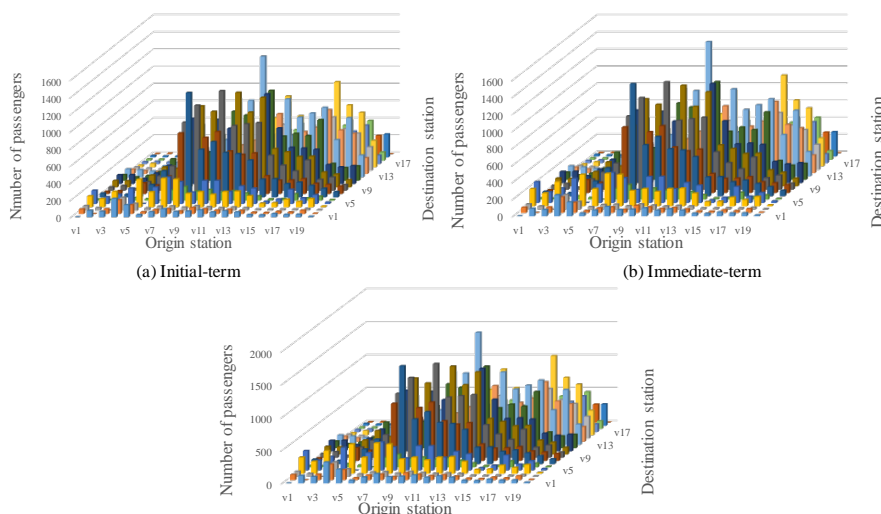 1600
1400
1200
1000
800
600
400
200
0
Nnumber of passengers
v1 v3 v5 v7 v9 v11 v13 v15 v17 v19
Origin station
v1
v5
v9
v13
v17
Destination station
(a) Initial-term
1600
1400
1200
1000
800
600
400
200
0
Number of passengers
v1 v3 v5 v7 v9 v11 v13 v15 v17 v19
Origin station
v1
v5
v9
v13
v17
Destination station
(b) Immediate-term
2000
1500
1000
500
0
Number of passengers
v1 v3 v5 v7 v9 v11 v13 v15 v17 v19
Origin station
v1
v5
v9
v13
v17
Destination station